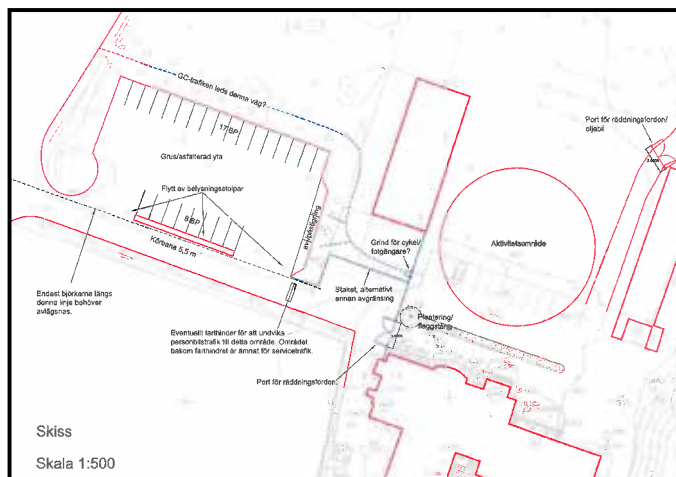 GC-trafiken leds denna väg?
Port för räddningsfordon/
oljebil
17 BP
Grus/asfalterad yta
Flytt av belysningsstolpar
8 BP
Körbana 5,5 m
Grind för cykel/
fotgängare?
Aktivitetsområde
Staket, alternativt
annan avgränsning
Endast björkarna längs
denna linje behöver
avlägsnas.
Plantering/
flaggstång
Eventuellt farthinder för att undvika
personbilstrafik till detta område. Området
bakom farthindret är ämnat för servicetrafik.
Port för räddningsfordon.
Skiss
Skala 1:500